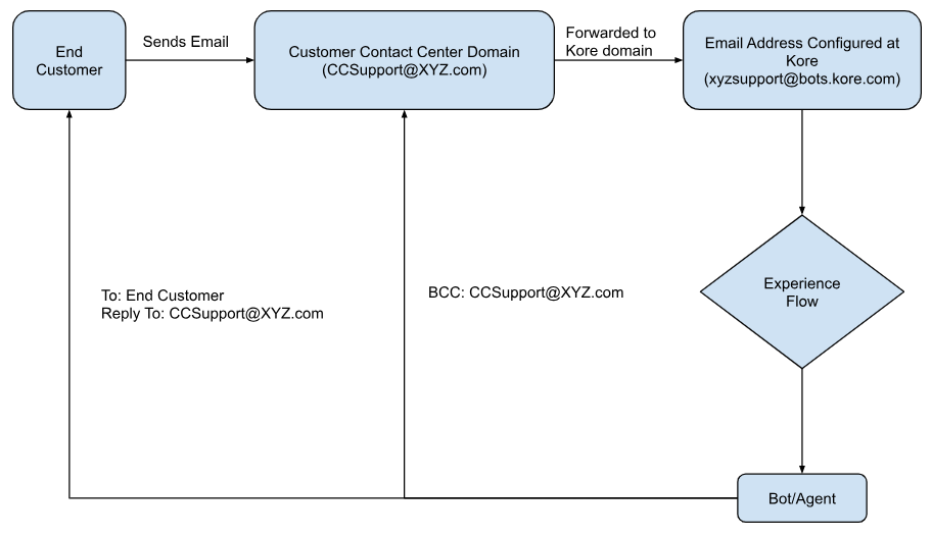 End
Customer
Sends Email
Customer Contact Center Domain
(CCSupport@XYZ.com)
Forwarded to
Kore domain
Email Address Configured at
Kore
(xyzsupport@bots.kore.com)
Experience
Flow
To: End Customer
Reply To: CCSupport@XYZ.com
BCC: CCSupport@XYZ.com
Bot/Agent